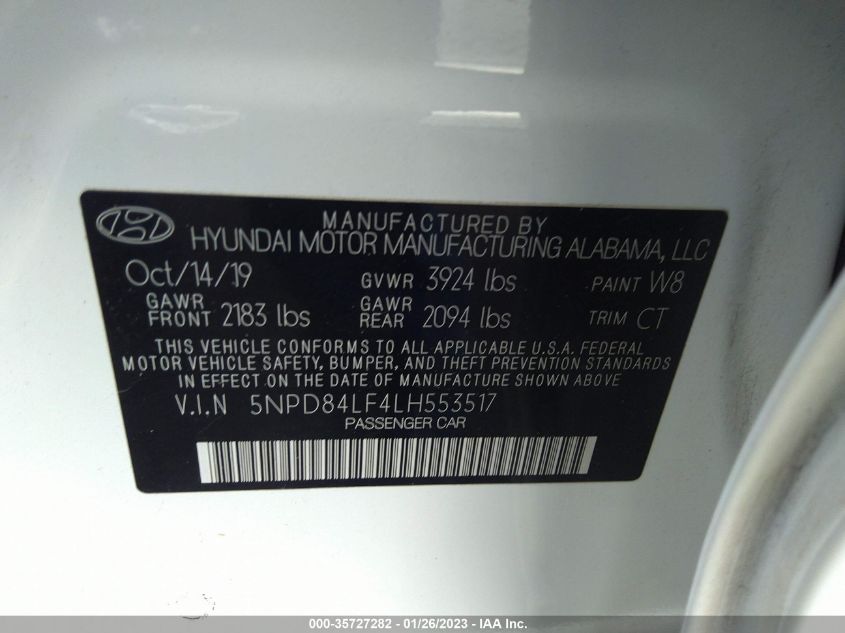 MANUFACTURED BY
HYUNDAI MOTOR MANUFACTURING ALABAMA, LLC
Oct/14/19 GVWR 3924 lbs PAINT W8
GAWR FRONT 2183 lbs GAWR REAR 2094 lbs TRIM CT
THIS VEHICLE CONFORMS TO ALL APPLICABLE U.S.A. FEDERAL
MOTOR VEHICLE SAFETY, BUMPER, AND THEFT PREVENTION STANDARDS
IN EFFECT ON THE DATE OF MANUFACTURE SHOWN ABOVE
V.I.N 5NPD84LF4LH553517
PASSENGER CAR
000-35727282 - 01/26/2023 - IAA Inc.